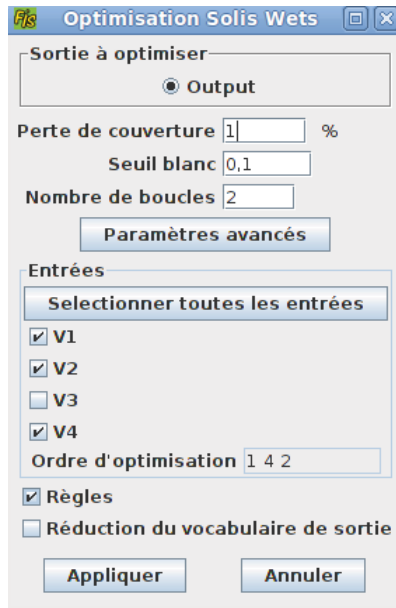 Fis Optimisation Solis Wets
Sortie à optimiser
Output
Perte de couverture 1 %
Seuil blanc 0,1
Nombre de boucles 2
Paramètres avancés
Entrées
Selectionner toutes les entrées
V1
V2
V3
V4
Ordre d'optimisation 1 4 2
Règles
Réduction du vocabulaire de sortie
Appliquer Annuler